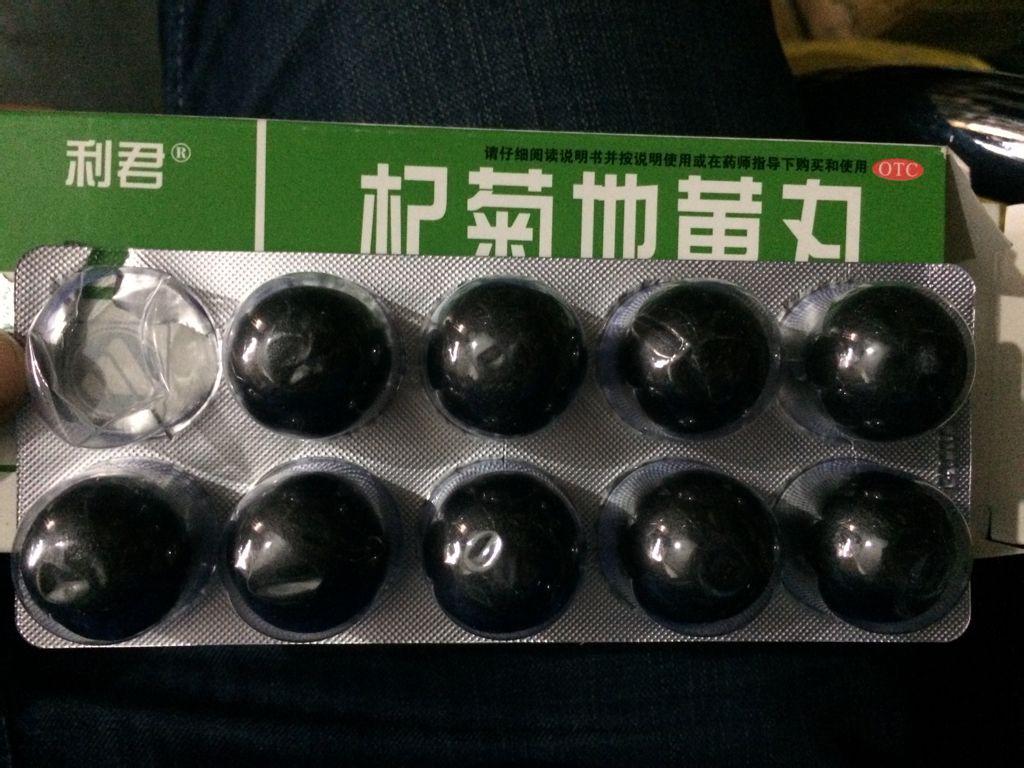 利君®
请仔细阅读说明书并按说明使用或在药师指导下购买和使用
OTC
杞菊地黄丸